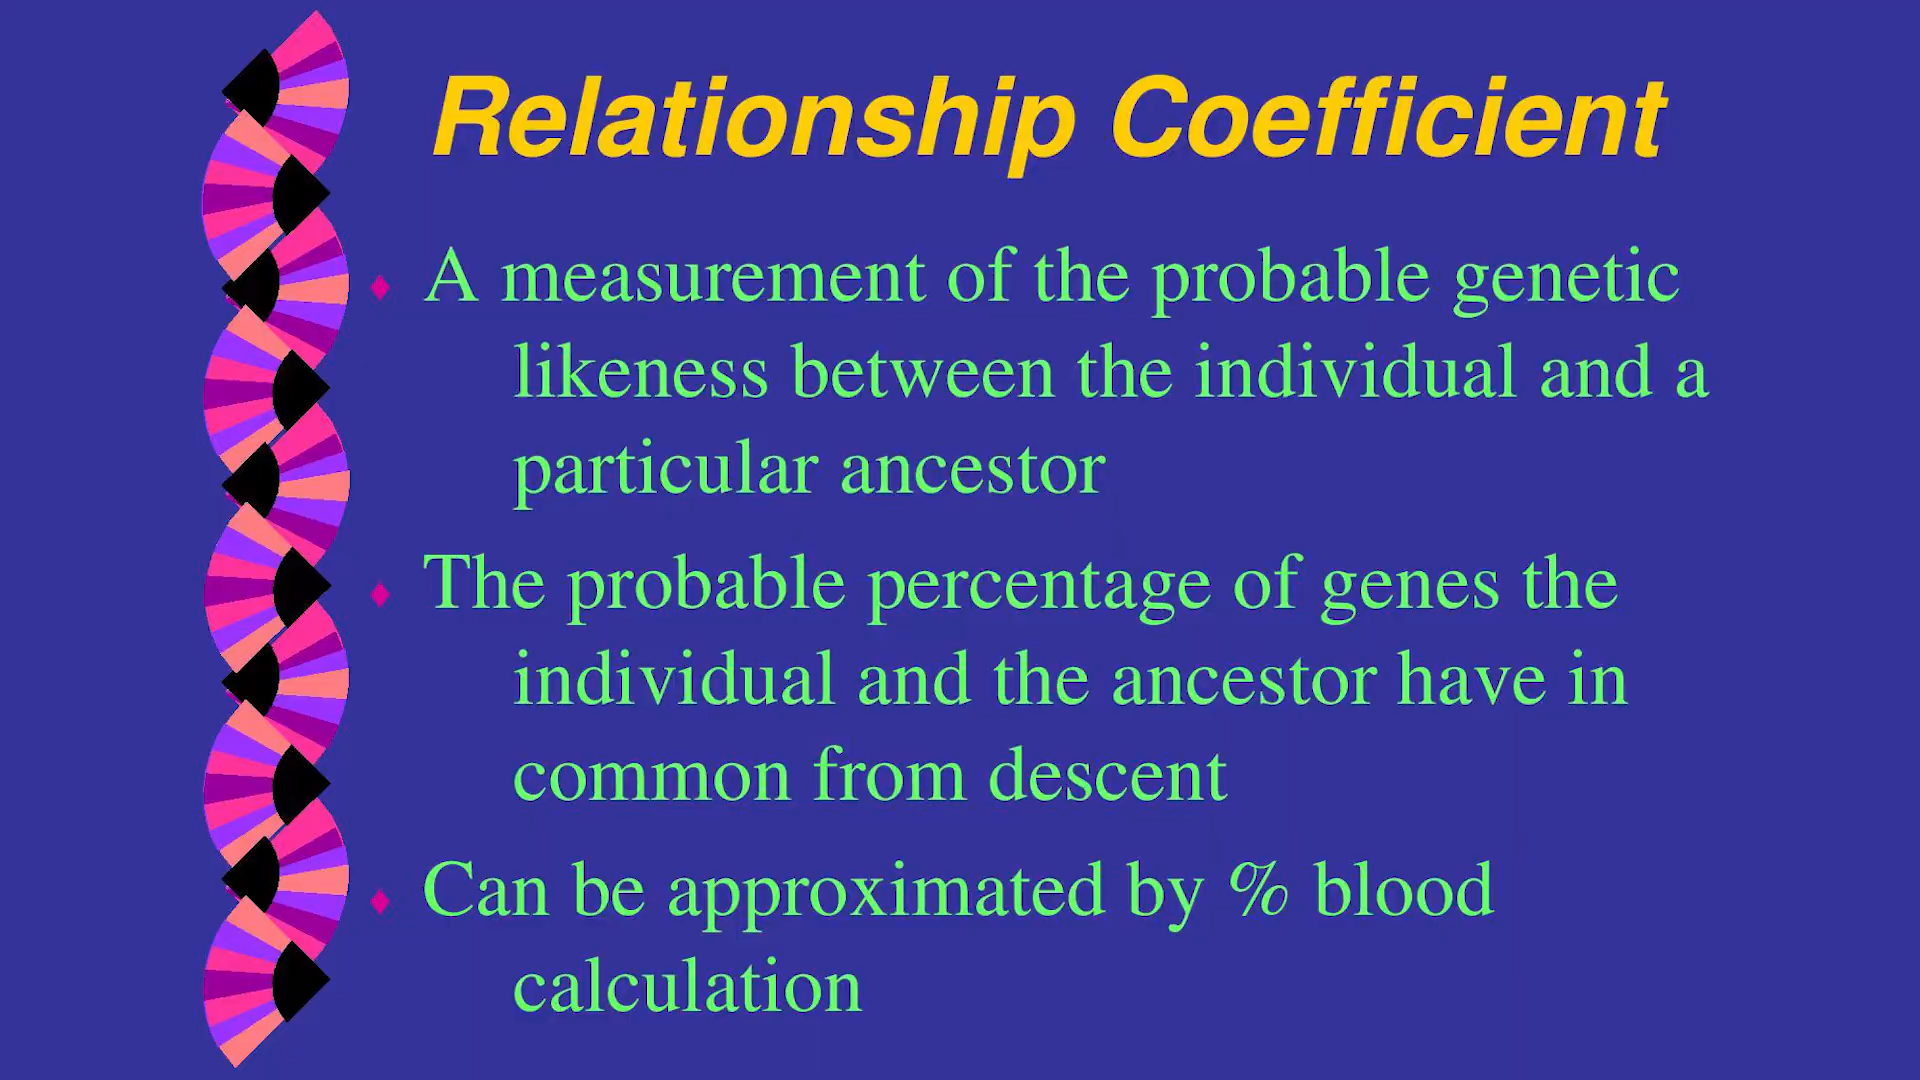 Relationship Coefficient
A measurement of the probable genetic
likeness between the individual and a
particular ancestor
The probable percentage of genes the
individual and the ancestor have in
common from descent
Can be approximated by % blood
calculation